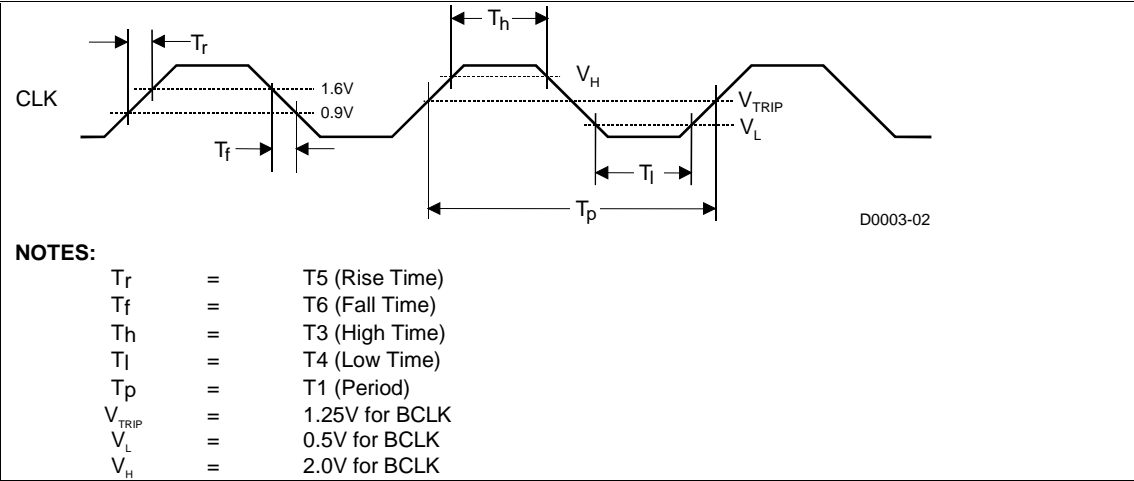 Th
Tr
VH
1.6V
CLK
VTRIP
0.9V
VL
Tf
Tl
Tp
D0003-02
NOTES:
Tr = T5 (Rise Time)
Tf = T6 (Fall Time)
Th = T3 (High Time)
Tl = T4 (Low Time)
Tp = T1 (Period)
VTRIP = 1.25V for BCLK
VL = 0.5V for BCLK
VH = 2.0V for BCLK